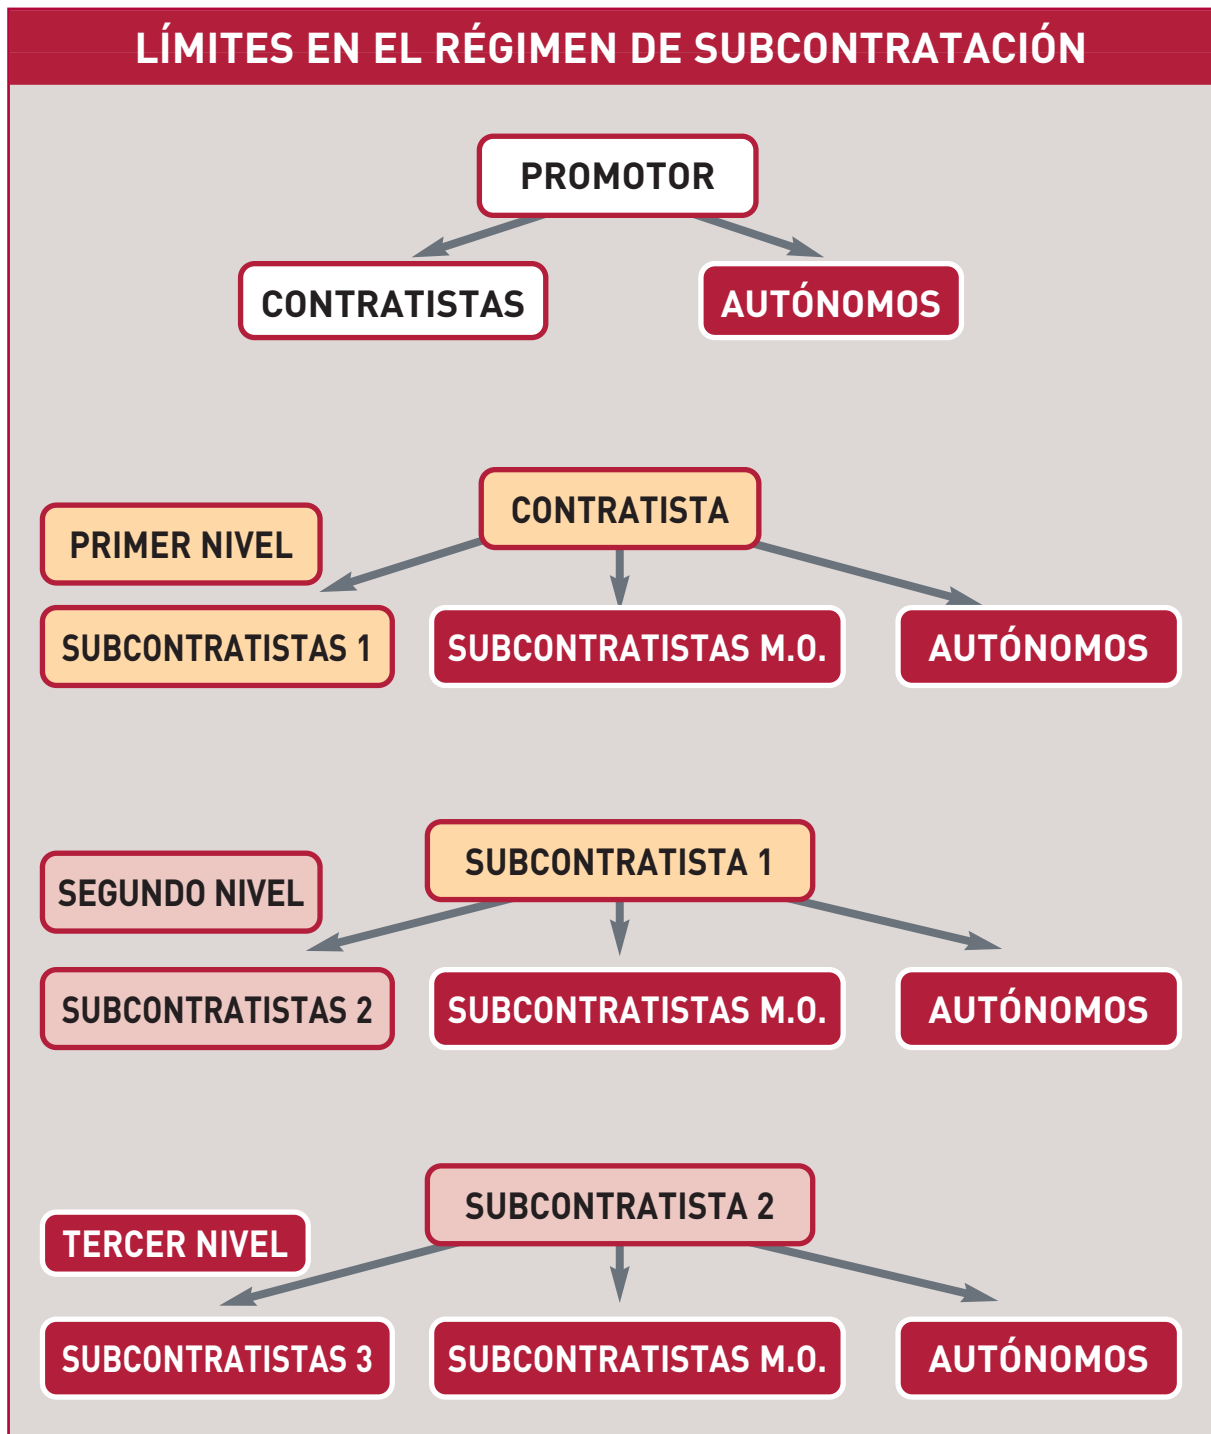 LÍMITES EN EL RÉGIMEN DE SUBCONTRATACIÓN
PROMOTOR
CONTRATISTAS
AUTÓNOMOS
CONTRATISTA
PRIMER NIVEL
SUBCONTRATISTAS 1
SUBCONTRATISTAS M.O.
AUTÓNOMOS
SUBCONTRATISTA 1
SEGUNDO NIVEL
SUBCONTRATISTAS 2
SUBCONTRATISTAS M.O.
AUTÓNOMOS
SUBCONTRATISTA 2
TERCER NIVEL
SUBCONTRATISTAS 3
SUBCONTRATISTAS M.O.
AUTÓNOMOS